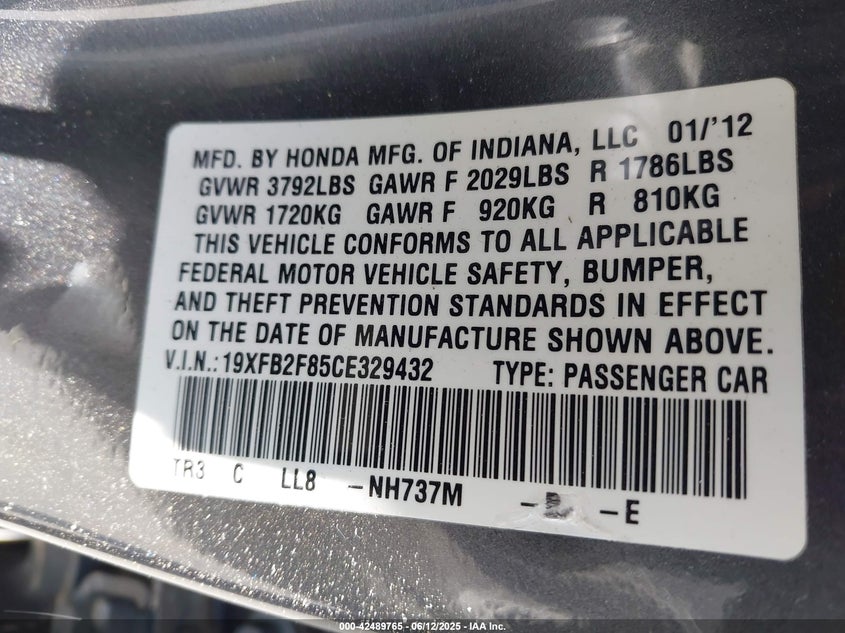 MFD. BY HONDA MFG. OF INDIANA, LLC 01/'12
GVWR 3792LBS GAWR F 2029LBS R 1786LBS
GVWR 1720KG GAWR F 920KG R 810KG
THIS VEHICLE CONFORMS TO ALL APPLICABLE
FEDERAL MOTOR VEHICLE SAFETY, BUMPER,
AND THEFT PREVENTION STANDARDS IN EFFECT
ON THE DATE OF MANUFACTURE SHOWN ABOVE.
V.I.N.: 19XFB2F85CE329432 TYPE: PASSENGER CAR
TR3 C LL8 -NH737M - -E
000-42489765 - 06/12/2025 - IAA Inc.